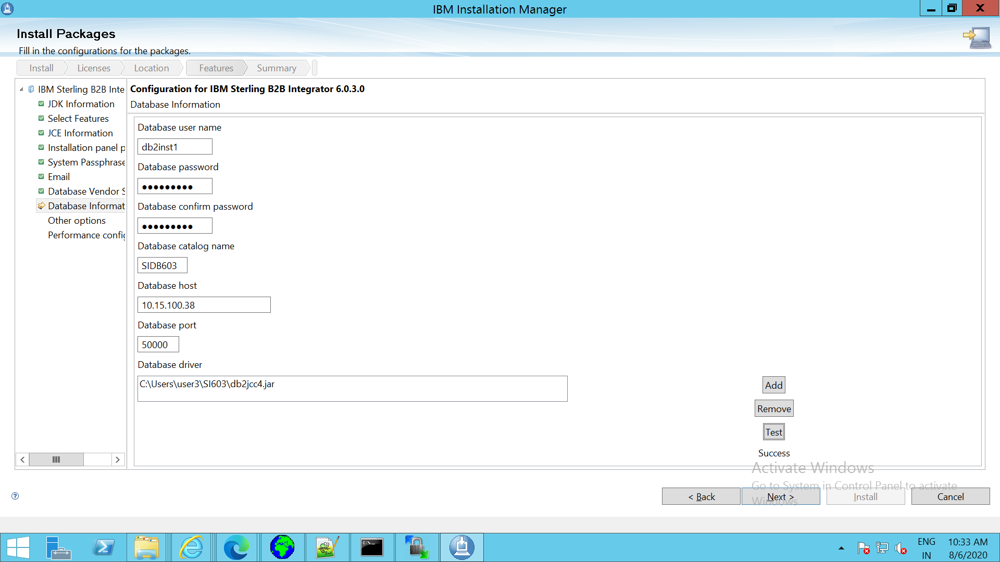 IBM Installation Manager
Install Packages
Fill in the configurations for the packages.
Install
Licenses
Location
Features
Summary
IBM Sterling B2B Inte
JDK Information
Select Features
JCE Information
Installation panel p
System Passphrase
Email
Database Vendor S
Database Informat
Other options
Performance config
Configuration for IBM Sterling B2B Integrator 6.0.3.0
Database Information
Database user name
db2inst1
Database password
●●●●●●●●●
Database confirm password
●●●●●●●●●
Database catalog name
SIDB603
Database host
10.15.100.38
Database port
50000
Database driver
C:\Users\user3\SI603\db2jcc4.jar
Add
Remove
Test
Success
Activate Windows
Go to System in Control Panel to activate
Windows.
< Back
Next >
Install
Cancel
ENG
IN
10:33 AM
8/6/2020